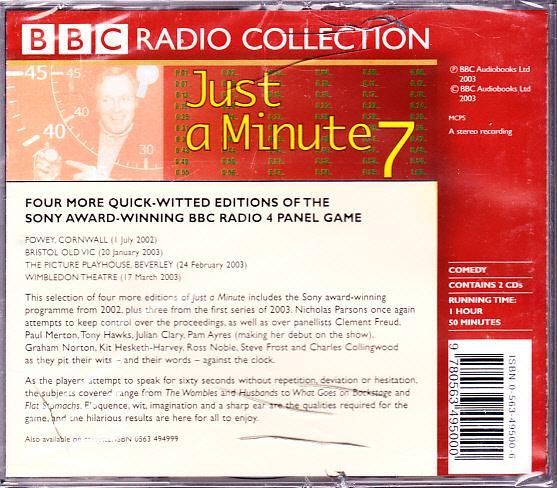 BBC RADIO COLLECTION
45
45
40
40
30
30
Just
a Minute 7
℗ BBC Audiobooks Ltd
2003
© BBC Audiobooks Ltd
2003
MCPS
A stereo recording
FOUR MORE QUICK-WITTED EDITIONS OF THE
SONY AWARD-WINNING BBC RADIO 4 PANEL GAME
FOWEY, CORNWALL (1 July 2002)
BRISTOL OLD VIC (20 January 2003)
THE PICTURE PLAYHOUSE, BEVERLEY (24 February 2003)
WIMBLEDON THEATRE (17 March 2003)
This selection of four more editions of Just a Minute includes the Sony award-winning
programme from 2002, plus three from the first series of 2003. Nicholas Parsons once again
attempts to keep control over the proceedings, as well as over panellists Clement Freud,
Paul Merton, Tony Hawks, Julian Clary, Pam Ayres (making her debut on the show),
Graham Norton, Kit Hesketh-Harvey, Ross Noble, Steve Frost and Charles Collingwood
as they pit their wits – and their words – against the clock.
As the players attempt to speak for sixty seconds without repetition, deviation or hesitation,
the subjects covered range from The Wombles and Husbands to What Goes on Backstage and
Flat Stomachs. Eloquence, wit, imagination and a sharp ear are the qualities required for the
game, and the hilarious results are here for all to enjoy.
Also available on ISBN 0563 494999
COMEDY
CONTAINS 2 CDs
RUNNING TIME:
1 HOUR
50 MINUTES
ISBN 0-563-49500-6
9 780563 495000